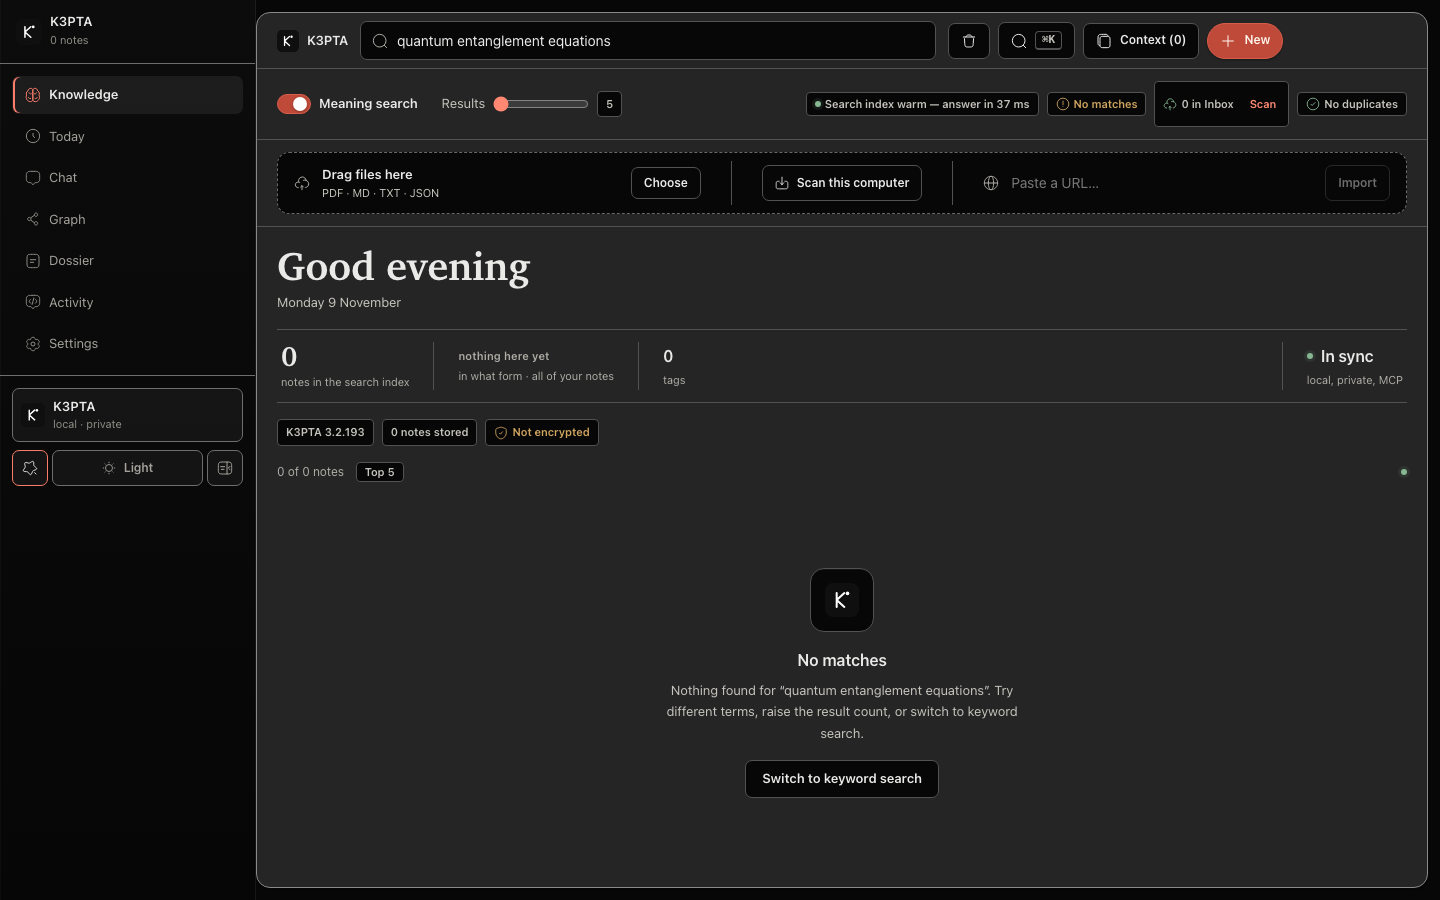 K3PTA
0 notes
Knowledge
Today
Chat
Graph
Dossier
Activity
Settings
K3PTA
local · private
Light
K3PTA
quantum entanglement equations
⌘K
Context (0)
New
Meaning search
Results
5
Search index warm — answer in 37 ms
No matches
0 in Inbox
Scan
No duplicates
Drag files here
PDF · MD · TXT · JSON
Choose
Scan this computer
Paste a URL...
Import
Good evening
Monday 9 November
0
notes in the search index
nothing here yet
in what form · all of your notes
0
tags
In sync
local, private, MCP
K3PTA 3.2.193
0 notes stored
Not encrypted
0 of 0 notes
Top 5
No matches
Nothing found for “quantum entanglement equations”. Try
different terms, raise the result count, or switch to keyword
search.
Switch to keyword search